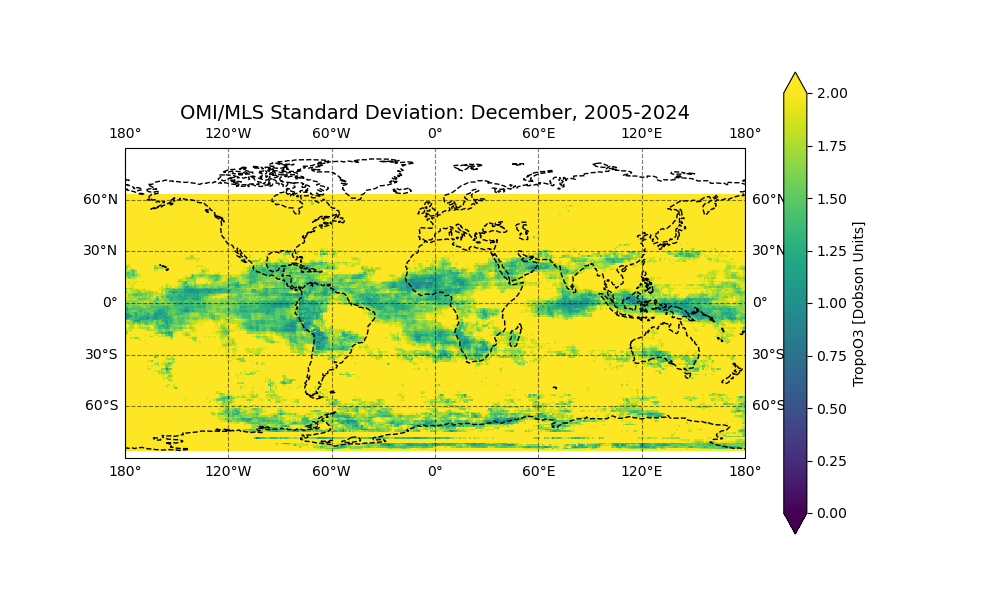 OMI/MLS Standard Deviation: December, 2005-2024
180° 120°W 60°W 0° 60°E 120°E 180°
60°N 60°N
30°N 30°N
0° 0°
30°S 30°S
60°S 60°S
180° 120°W 60°W 0° 60°E 120°E 180°
2.00
1.75
1.50
1.25
1.00
0.75
0.50
0.25
0.00
TropoO3 [Dobson Units]